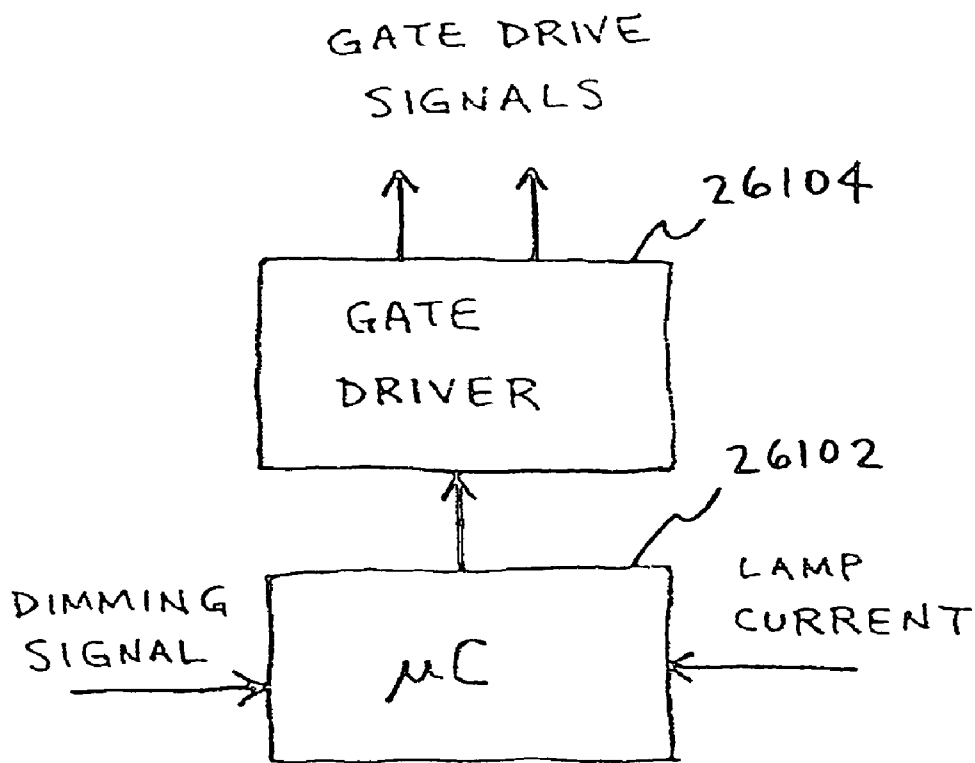 GATE DRIVE
SIGNALS
26104
GATE
DRIVER
26102
DIMMING
SIGNAL
μC
LAMP
CURRENT